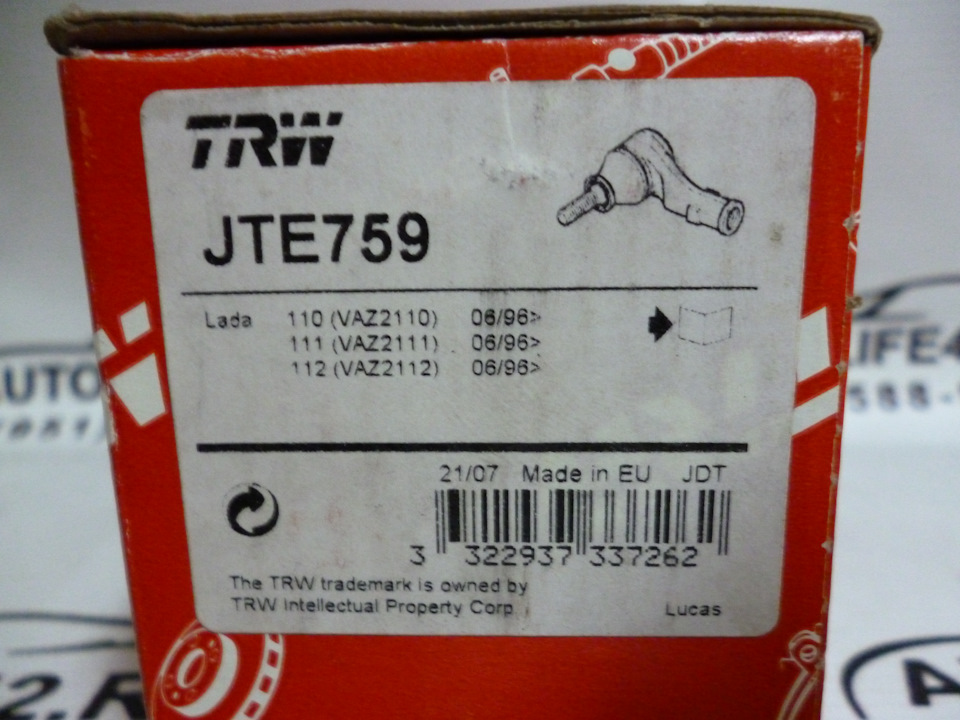 TRW
JTE759
Lada 110 (VAZ2110) 06/96>
111 (VAZ2111) 06/96>
112 (VAZ2112) 06/96>
21/07 Made in EU JDT
3 322937 337262
The TRW trademark is owned by
TRW Intellectual Property Corp
Lucas